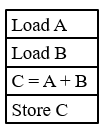 Load A
Load B
C = A + B
Store C